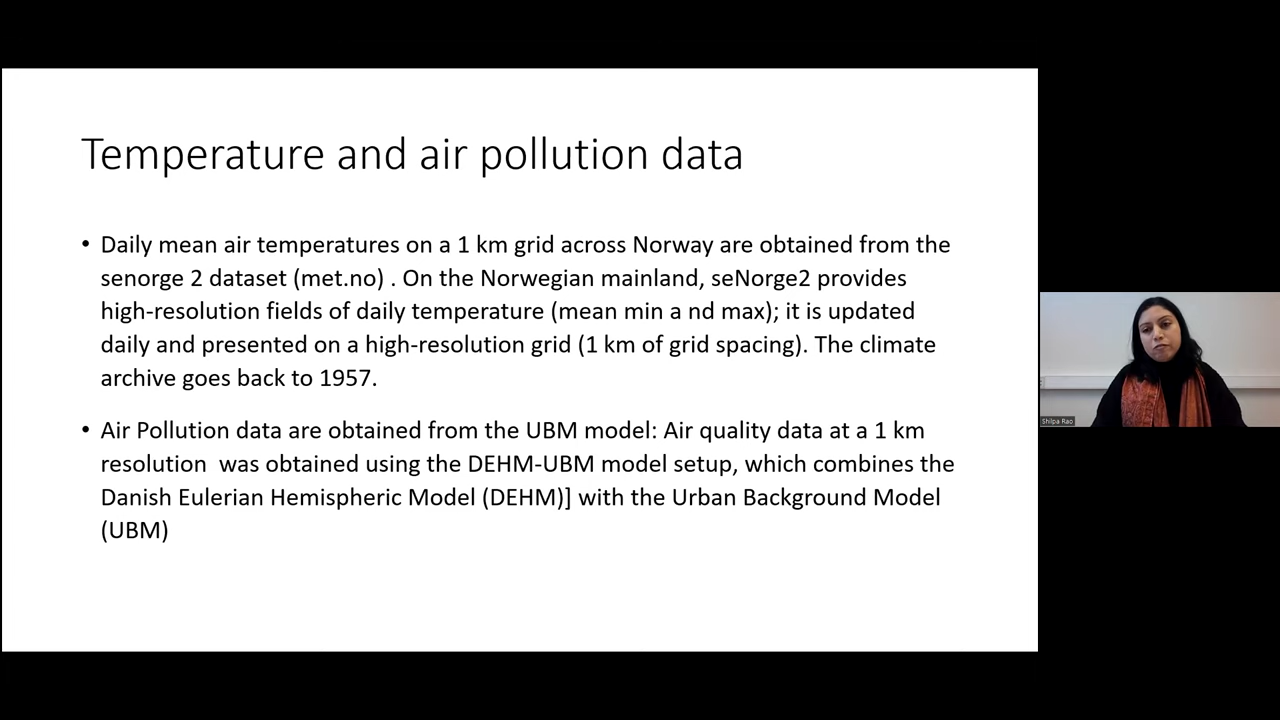 Temperature and air pollution data
• Daily mean air temperatures on a 1 km grid across Norway are obtained from the
senorge 2 dataset (met.no) . On the Norwegian mainland, seNorge2 provides
high-resolution fields of daily temperature (mean min a nd max); it is updated
daily and presented on a high-resolution grid (1 km of grid spacing). The climate
archive goes back to 1957.
• Air Pollution data are obtained from the UBM model: Air quality data at a 1 km
resolution  was obtained using the DEHM-UBM model setup, which combines the
Danish Eulerian Hemispheric Model (DEHM)] with the Urban Background Model
(UBM)
Shilpa Rao